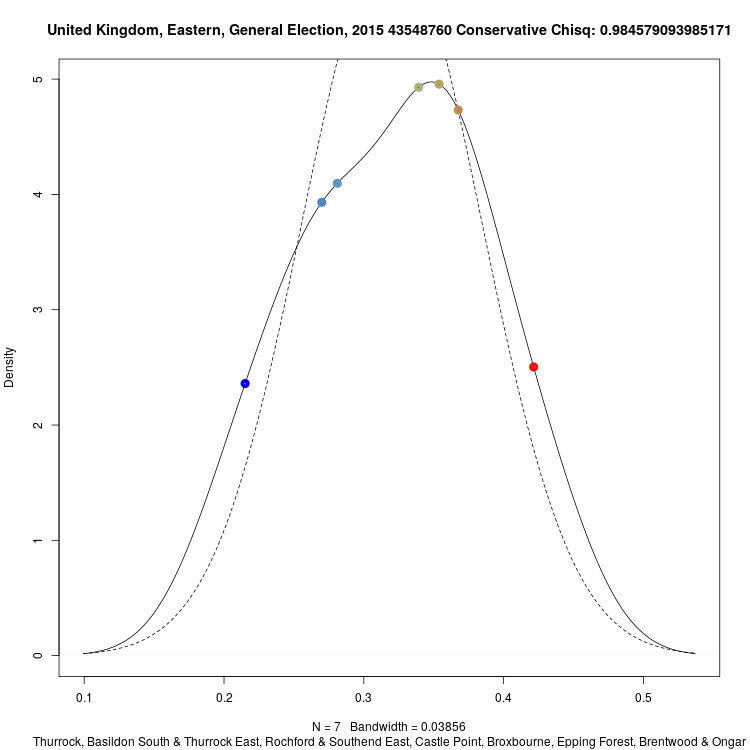 United Kingdom, Eastern, General Election, 2015 43548760 Conservative Chisq: 0.984579093985171
5
4
3
2
1
0
Density
0.1 0.2 0.3 0.4 0.5
N = 7 Bandwidth = 0.03856
Thurrock, Basildon South & Thurrock East, Rochford & Southend East, Castle Point, Broxbourne, Epping Forest, Brentwood & Ongar